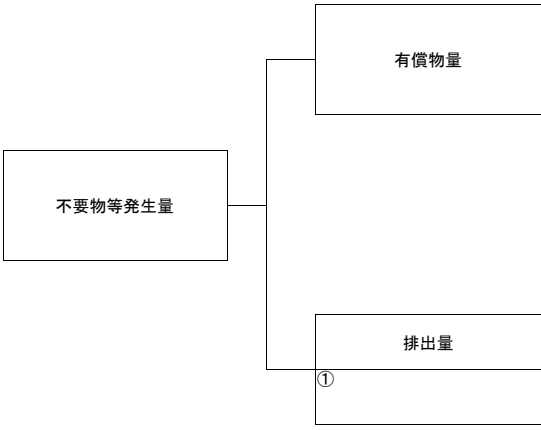 有償物量
不要物等発生量
排出量
①